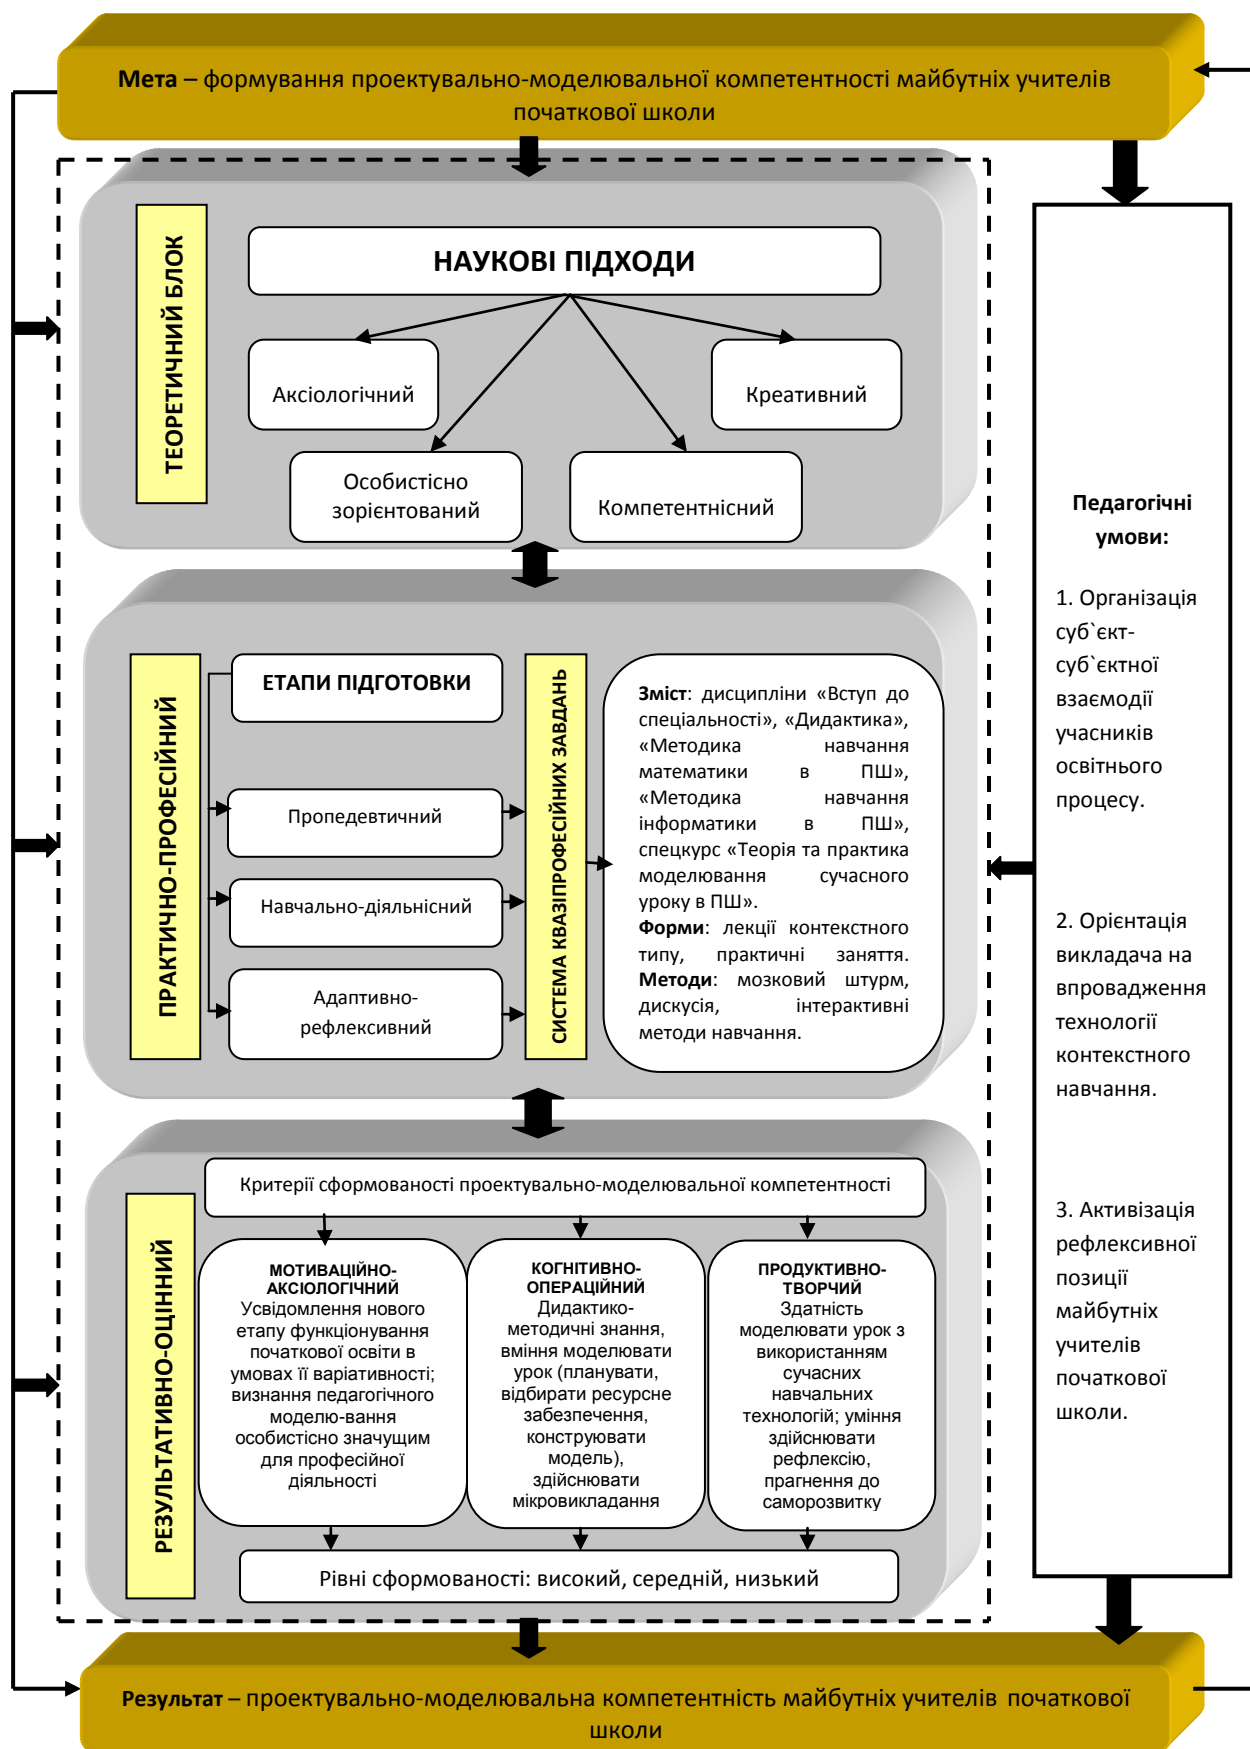 Мета – формування проектувально-моделювальної компетентності майбутніх учителів
початкової школи
ТЕОРЕТИЧНИЙ БЛОК
НАУКОВІ ПІДХОДИ
Аксіологічний
Креативний
Особистісно
зорієнтований
Компетентнісний
ПРАКТИЧНО-ПРОФЕСІЙНИЙ
ЕТАПИ ПІДГОТОВКИ
Пропедевтичний
Навчально-діяльнісний
Адаптивно-
рефлексивний
СИСТЕМА КВАЗІПРОФЕСІЙНИХ ЗАВДАНЬ
Зміст: дисципліни «Вступ до
спеціальності», «Дидактика»,
«Методика навчання
математики в ПШ»,
«Методика навчання
інформатики в ПШ»,
спецкурс «Теорія та практика
моделювання сучасного
уроку в ПШ».
Форми: лекції контекстного
типу, практичні заняття.
Методи: мозковий штурм,
дискусія, інтерактивні
методи навчання.
РЕЗУЛЬТАТИВНО-ОЦІННИЙ
Критерії сформованості проектувально-моделювальної компетентності
МОТИВАЦІЙНО-
АКСІОЛОГІЧНИЙ
Усвідомлення нового
етапу функціонування
початкової освіти в
умовах її варіативності;
визнання педагогічного
моделю-вання
особистісно значущим
для професійної
діяльності
КОГНІТИВНО-
ОПЕРАЦІЙНИЙ
Дидактико-
методичні знання,
вміння моделювати
урок (планувати,
відбирати ресурсне
забезпечення,
конструювати
модель),
здійснювати
мікровикладання
ПРОДУКТИВНО-
ТВОРЧИЙ
Здатність
моделювати урок з
використанням
сучасних
навчальних
технологій; уміння
здійснювати
рефлексію,
прагнення до
саморозвитку
Рівні сформованості: високий, середній, низький
Педагогічні
умови:
1. Організація
суб`єкт-
суб`єктної
взаємодії
учасників
освітнього
процесу.
2. Орієнтація
викладача на
впровадження
технології
контекстного
навчання.
3. Активізація
рефлексивної
позиції
майбутніх
учителів
початкової
школи.
Результат – проектувально-моделювальна компетентність майбутніх учителів початкової
школи